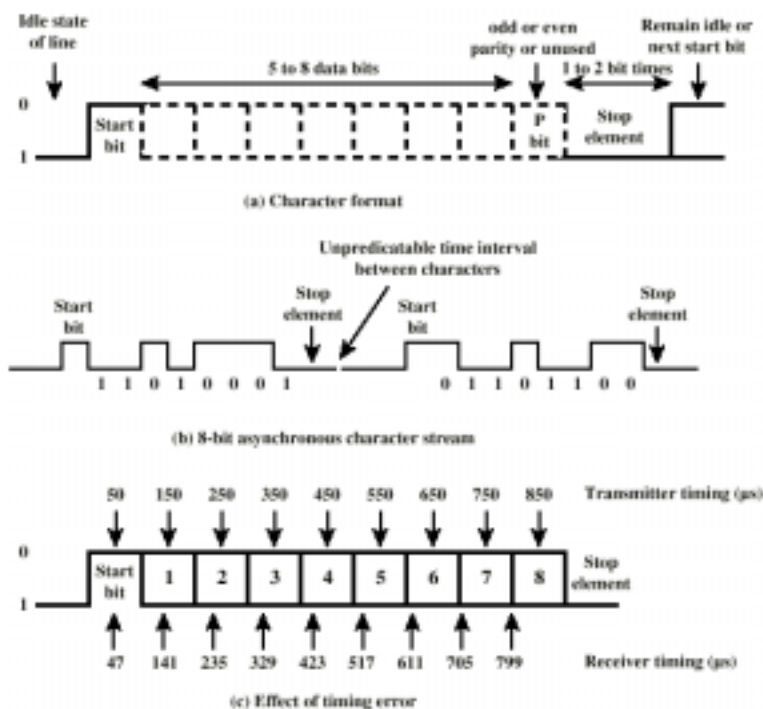 Idle state
of line
odd or even
parity or unused
Remain idle or
next start bit
5 to 8 data bits
1 to 2 bit times
0
1
Start
bit
P
bit
Stop
element
(a) Character format
Unpredicatable time interval
between characters
Start
bit
Stop
element
Start
bit
Stop
element
1 1 0 1 0 0 0 1
0 1 0 1 1 0 0
(b) 8-bit asynchronous character stream
50 150 250 350 450 550 650 750 850 Transmitter timing (μs)
0
1
Start
bit
1 2 3 4 5 6 7 8
Stop
element
47 141 235 329 423 517 611 705 799 Receiver timing (μs)
(c) Effect of timing error